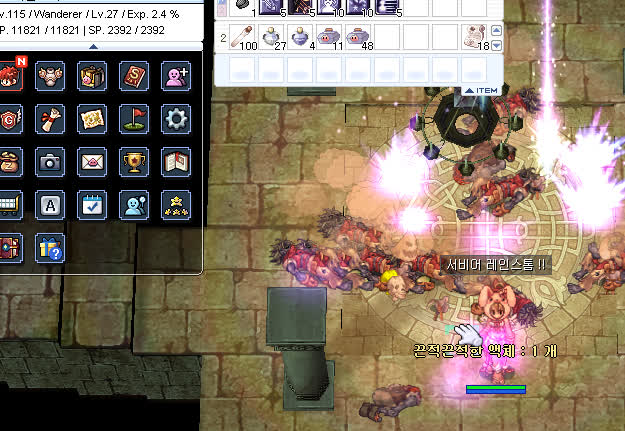 v.115 / Wanderer / Lv.27 / Exp. 2.4 %
P. 11821 / 11821 | SP. 2392 / 2392
1 5 5 10 5
2 100 27 4 11 48 18
ITEM
N
S
G
A
?
서비어 레인스톰 !!
끈적끈적한 액체 : 1 개